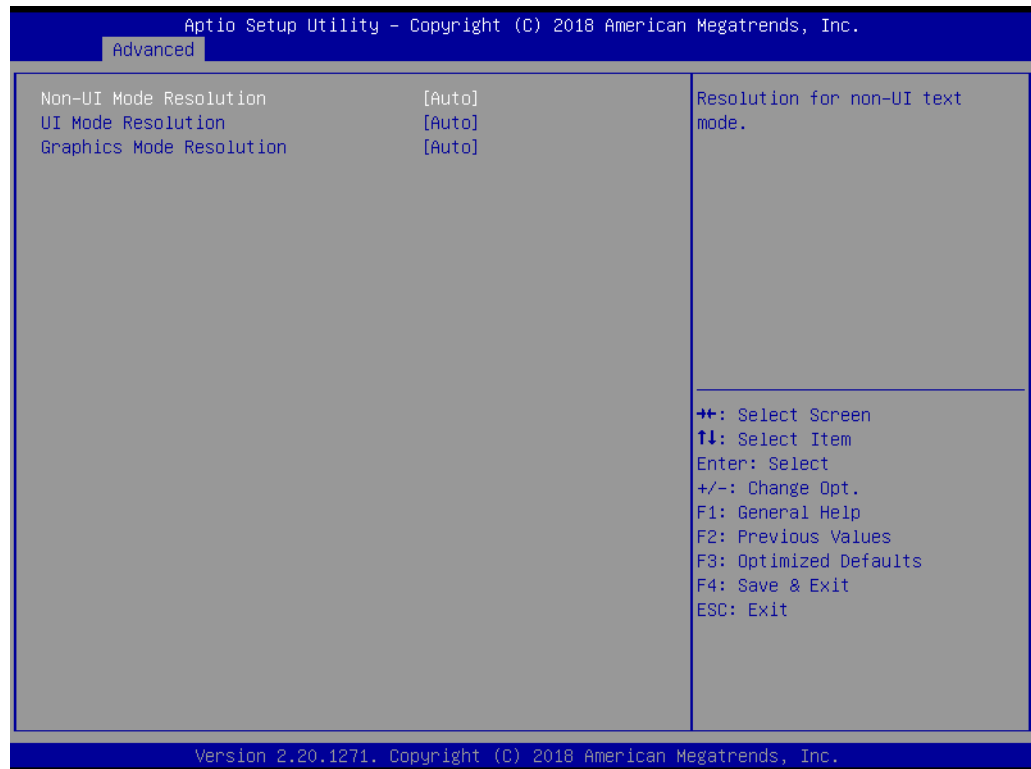 Aptio Setup Utility – Copyright (C) 2018 American Megatrends, Inc.
Advanced
Non-UI Mode Resolution [Auto]
UI Mode Resolution [Auto]
Graphics Mode Resolution [Auto]
Resolution for non-UI text
mode.
→←: Select Screen
↑↓: Select Item
Enter: Select
+/-: Change Opt.
F1: General Help
F2: Previous Values
F3: Optimized Defaults
F4: Save & Exit
ESC: Exit
Version 2.20.1271. Copyright (C) 2018 American Megatrends, Inc.